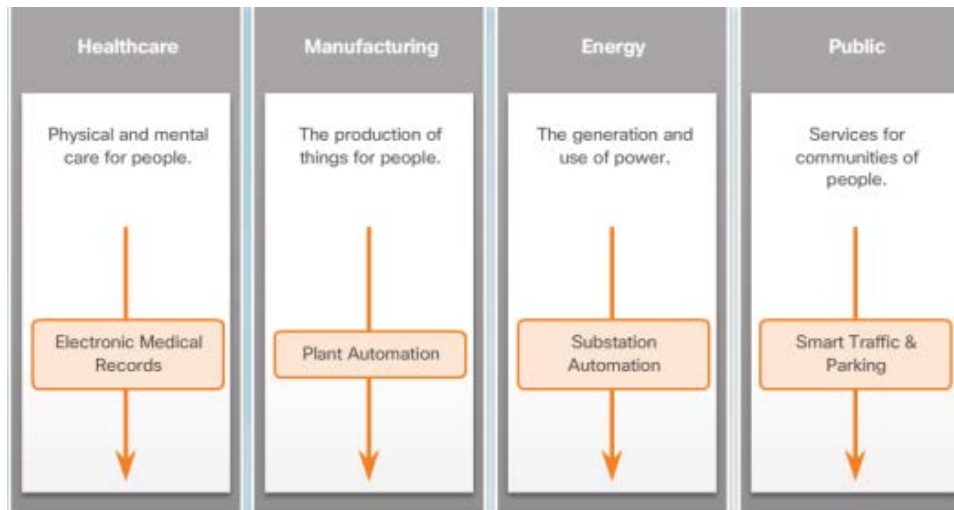 Healthcare
Physical and mental
care for people.
Electronic Medical
Records
Manufacturing
The production of
things for people.
Plant Automation
Energy
The generation and
use of power.
Substation
Automation
Public
Services for
communities of
people.
Smart Traffic &
Parking